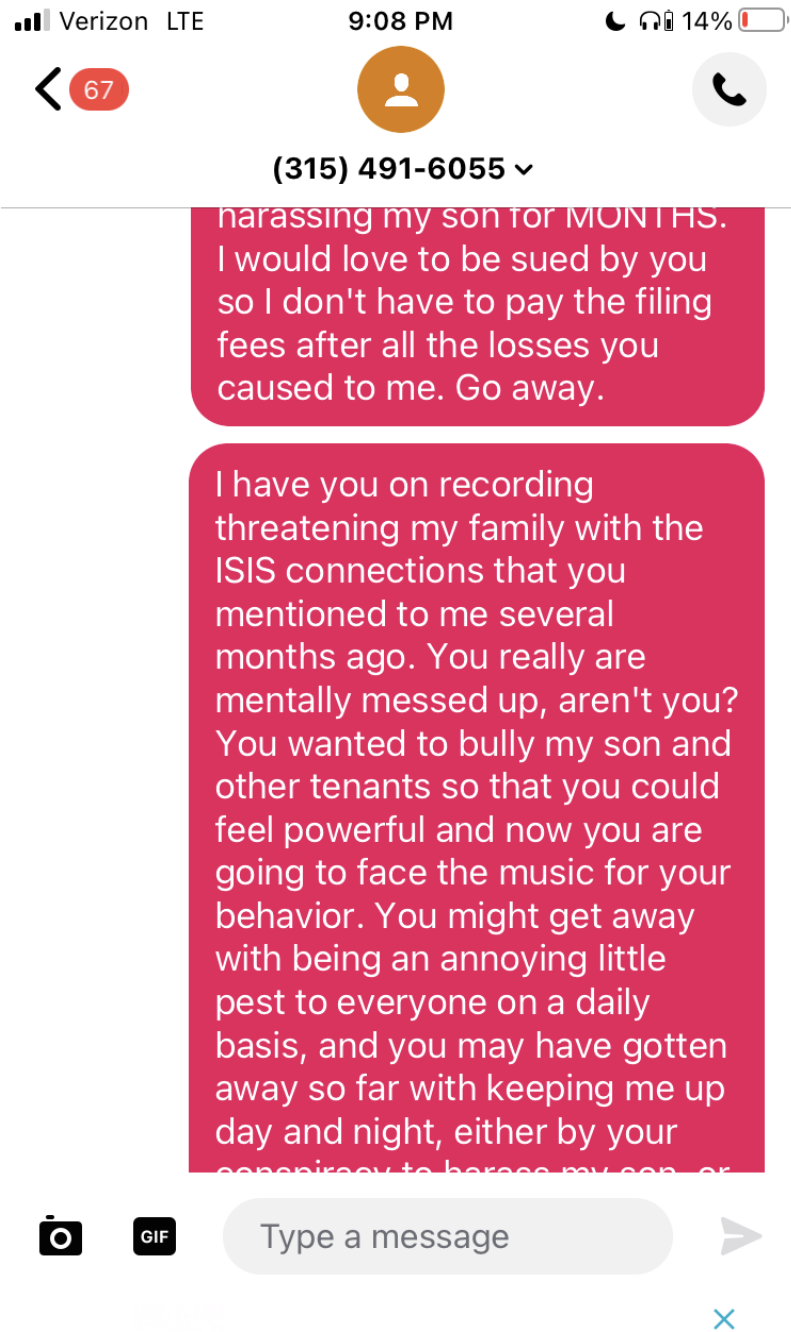 Verizon LTE
9:08 PM
14%
67
(315) 491-6055
harassing my son for MONTHS.
I would love to be sued by you
so I don't have to pay the filing
fees after all the losses you
caused to me. Go away.
I have you on recording
threatening my family with the
ISIS connections that you
mentioned to me several
months ago. You really are
mentally messed up, aren't you?
You wanted to bully my son and
other tenants so that you could
feel powerful and now you are
going to face the music for your
behavior. You might get away
with being an annoying little
pest to everyone on a daily
basis, and you may have gotten
away so far with keeping me up
day and night, either by your
conspiracy to harass my son, or
GIF
Type a message